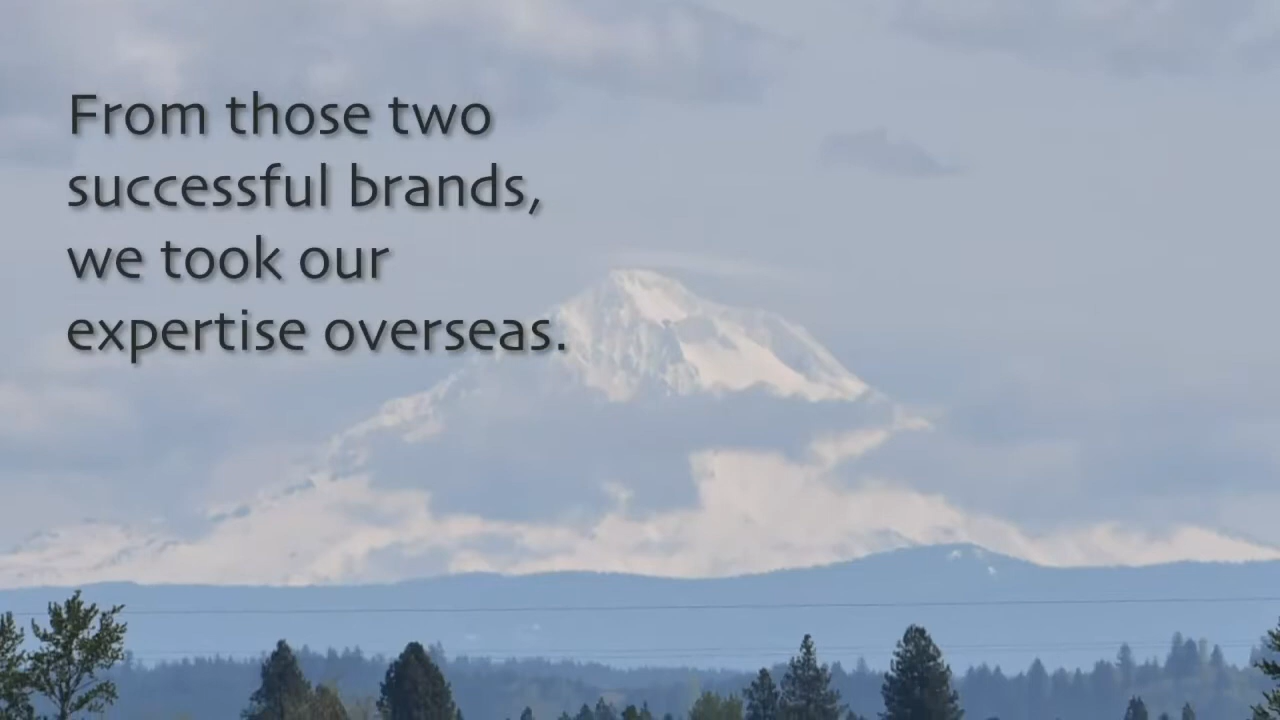 From those two
successful brands,
we took our
expertise overseas.